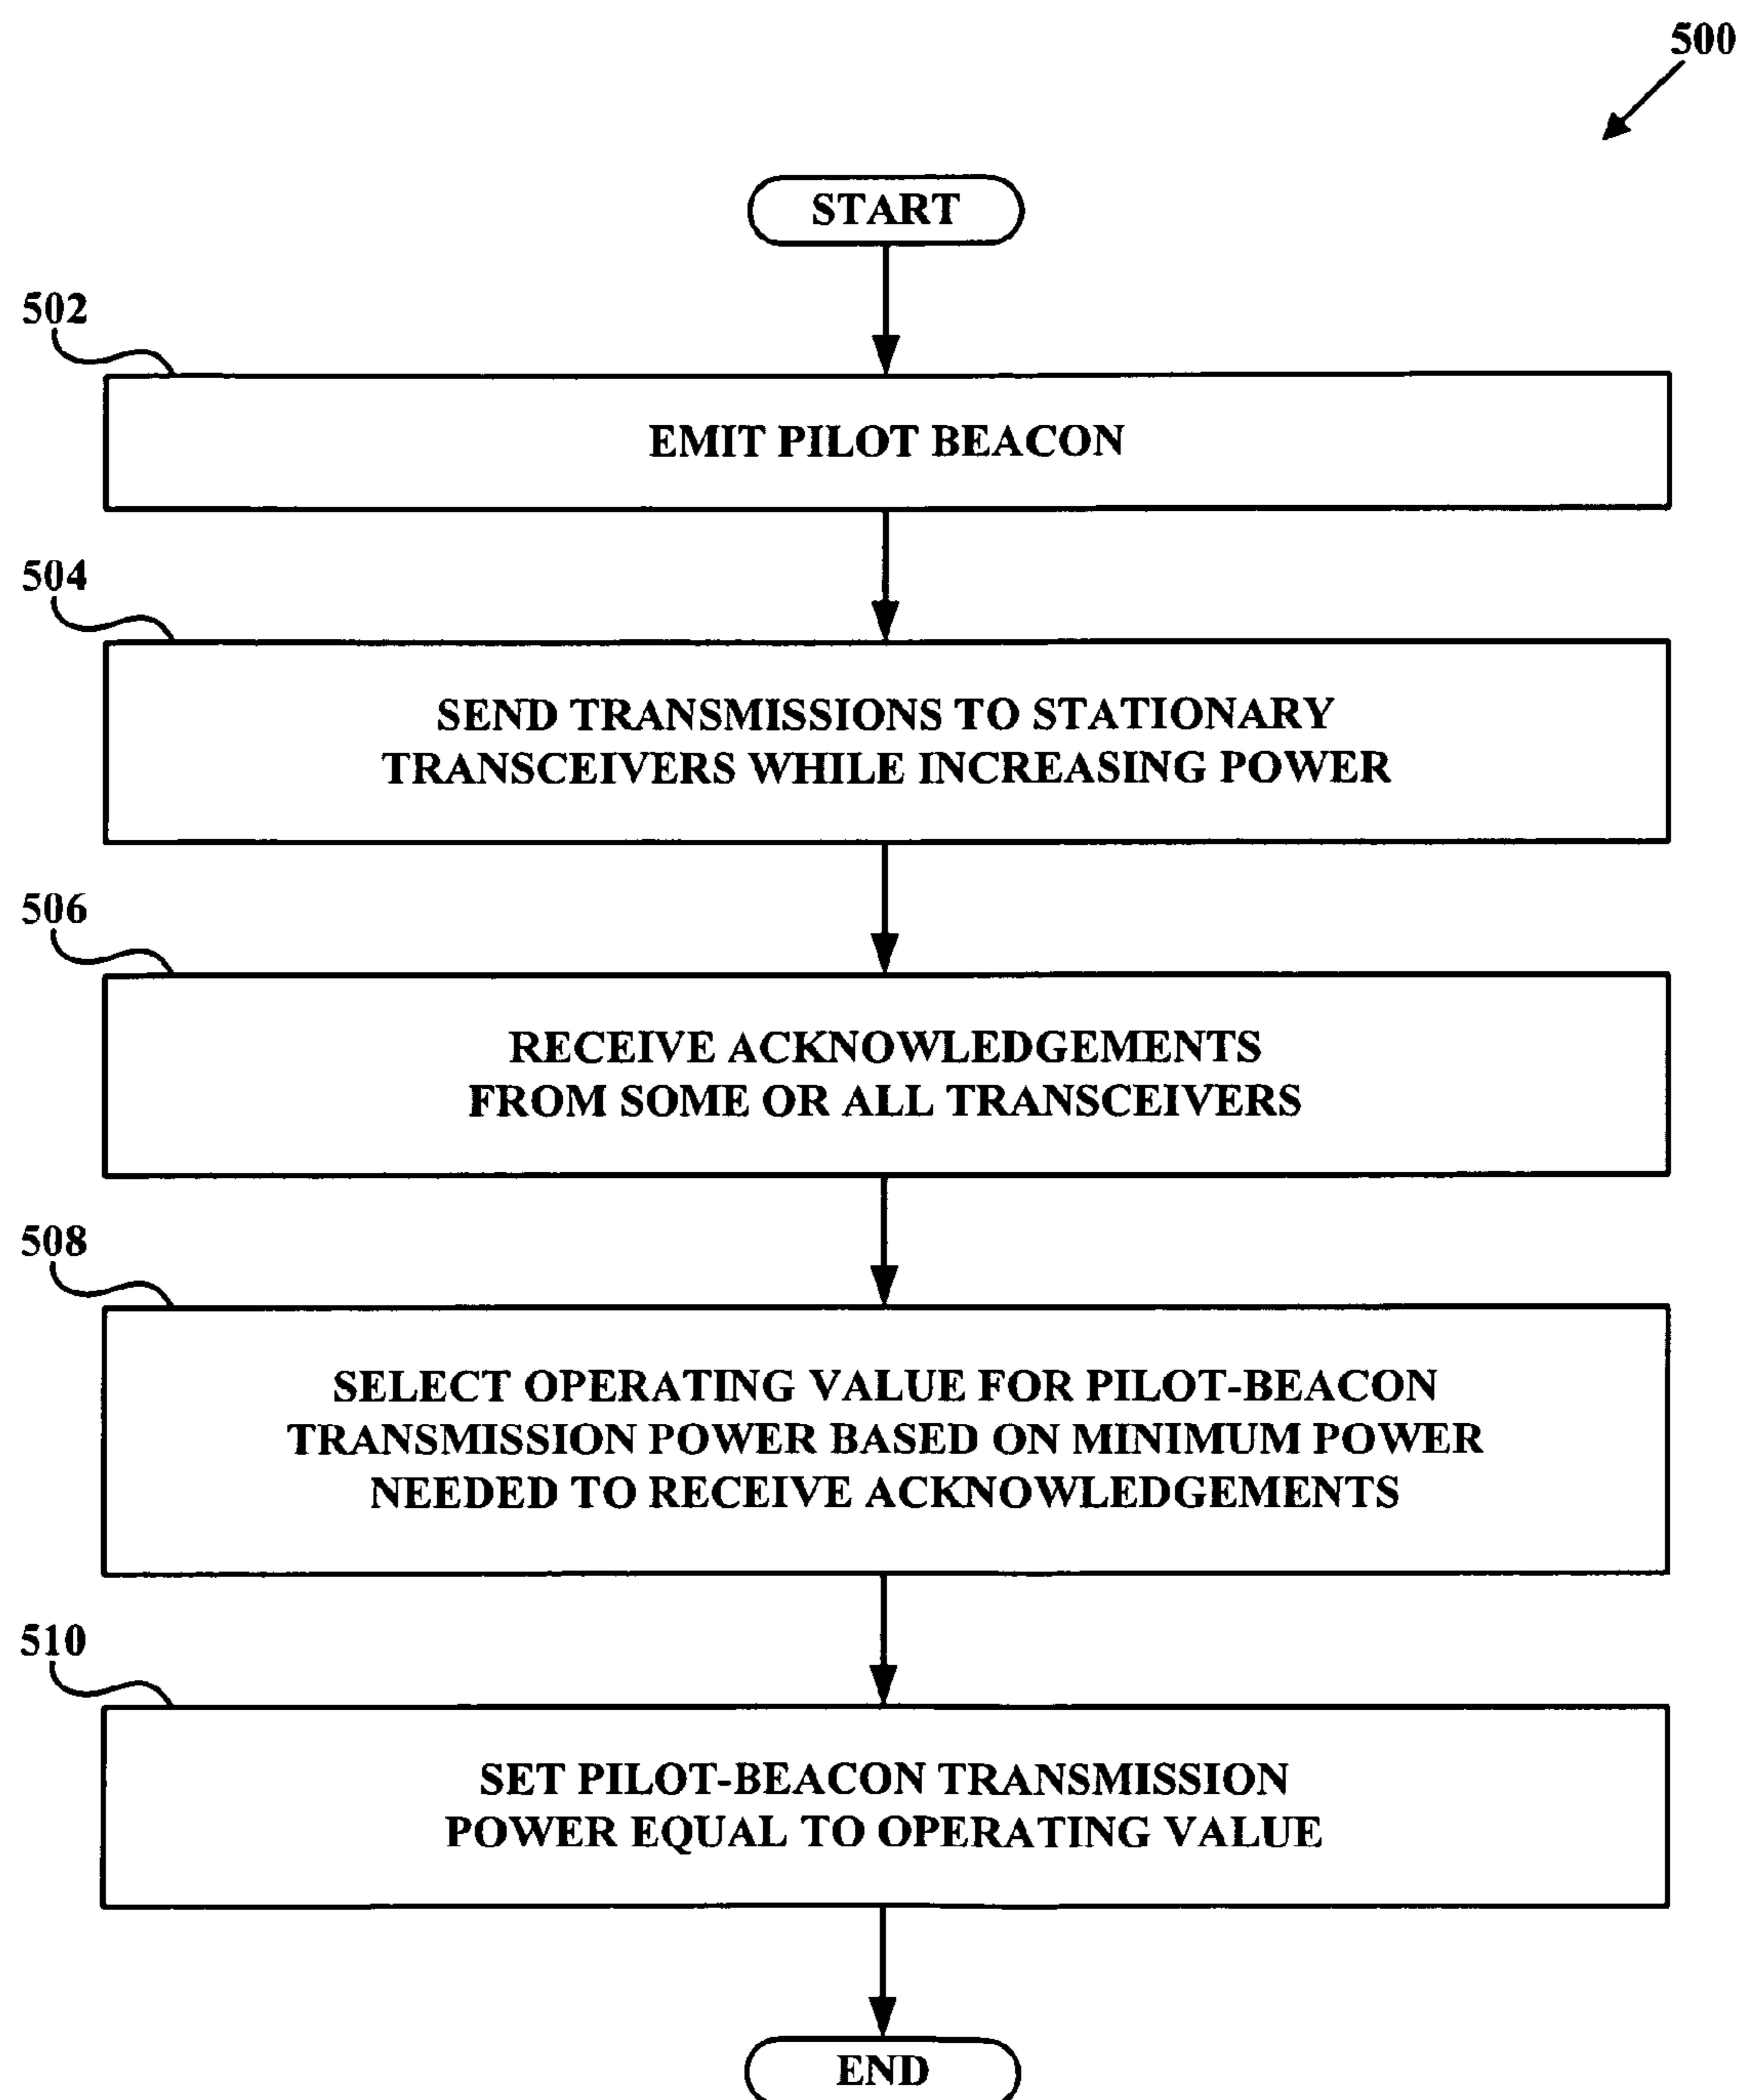 500
START
502
EMIT PILOT BEACON
504
SEND TRANSMISSIONS TO STATIONARY
TRANSCEIVERS WHILE INCREASING POWER
506
RECEIVE ACKNOWLEDGEMENTS
FROM SOME OR ALL TRANSCEIVERS
508
SELECT OPERATING VALUE FOR PILOT-BEACON
TRANSMISSION POWER BASED ON MINIMUM POWER
NEEDED TO RECEIVE ACKNOWLEDGEMENTS
510
SET PILOT-BEACON TRANSMISSION
POWER EQUAL TO OPERATING VALUE
END